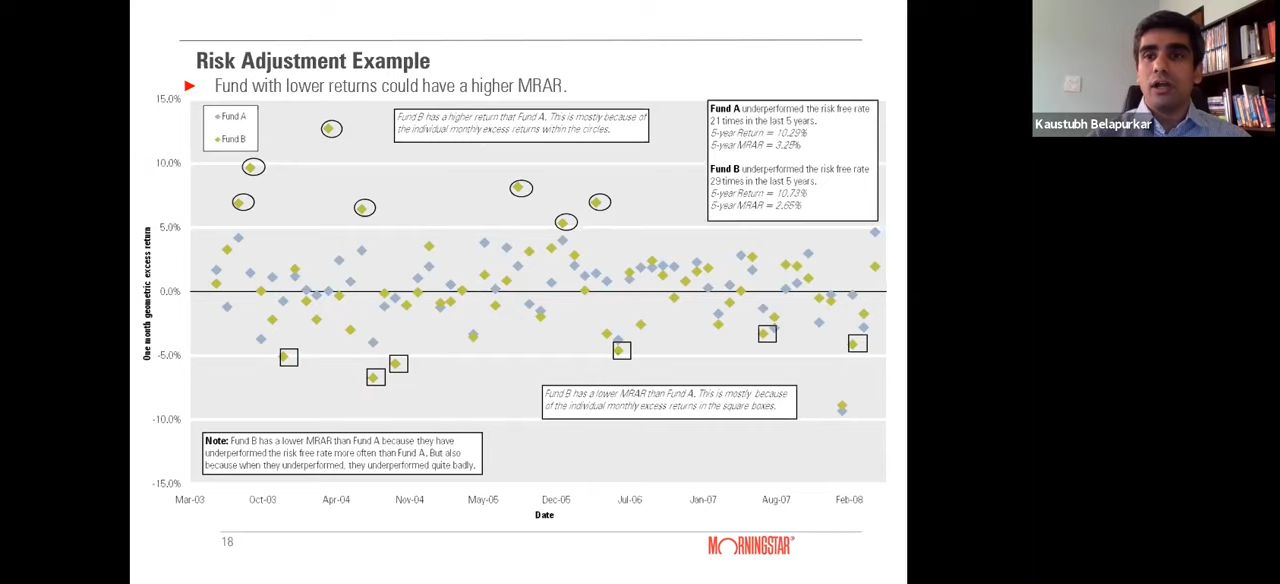 Risk Adjustment Example
Fund with lower returns could have a higher MRAR.
15.0%
10.0%
5.0%
0.0%
-5.0%
-10.0%
-15.0%
One month geometric excess return
Fund A
Fund B
Fund B has a higher return that Fund A. This is mostly because of
the individual monthly excess returns within the circles.
Fund A underperformed the risk free rate
21 times in the last 5 years.
5-year Return = 10.29%
5-year MRAR = 3.25%
Fund B underperformed the risk free rate
29 times in the last 5 years.
5-year Return = 10.73%
5-year MRAR = 2.65%
Fund B has a lower MRAR than Fund A. This is mostly because
of the individual monthly excess returns in the square boxes.
Note: Fund B has a lower MRAR than Fund A because they have
underperformed the risk free rate more often than Fund A. But also
because when they underperformed, they underperformed quite badly.
Mar-03 Oct-03 Apr-04 Nov-04 May-05 Dec-05 Jul-06 Jan-07 Aug-07 Feb-08
Date
18
MORNINGSTAR®
Kaustubh Belapurkar